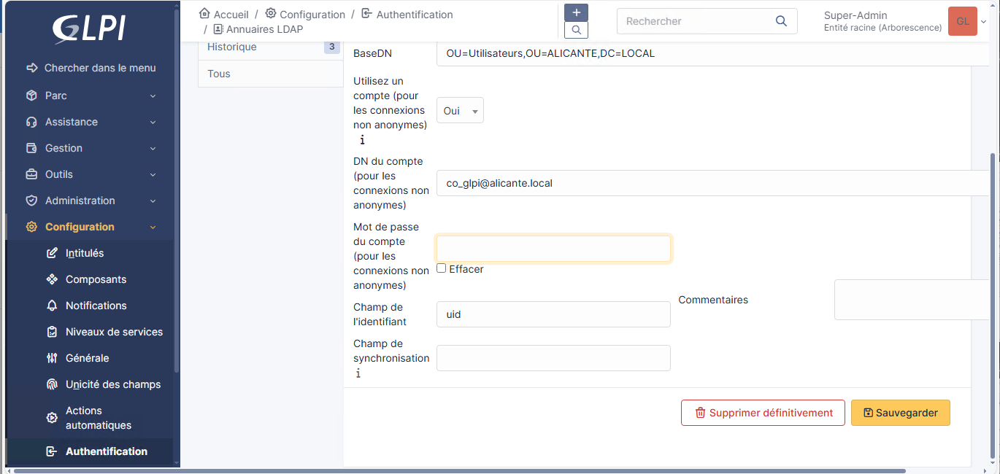 GLPI
Chercher dans le menu
Parc
Assistance
Gestion
Outils
Administration
Configuration
Intitulés
Composants
Notifications
Niveaux de services
Générale
Unicité des champs
Actions
automatiques
Authentification
Accueil / Configuration / Authentification
/ Annuaires LDAP
+
Rechercher
Super-Admin
Entité racine (Arborescence)
GL
Historique 3
Tous
BaseDN
OU=Utilisateurs,OU=ALICANTE,DC=LOCAL
Utilisez un
compte (pour
les connexions
non anonymes)
i
Oui
DN du compte
(pour les
connexions non
anonymes)
co_glpi@alicante.local
Mot de passe
du compte
(pour les
connexions non
anonymes)
Effacer
Champ de
l'identifiant
uid
Commentaires
Champ de
synchronisation
i
Supprimer définitivement
Sauvegarder